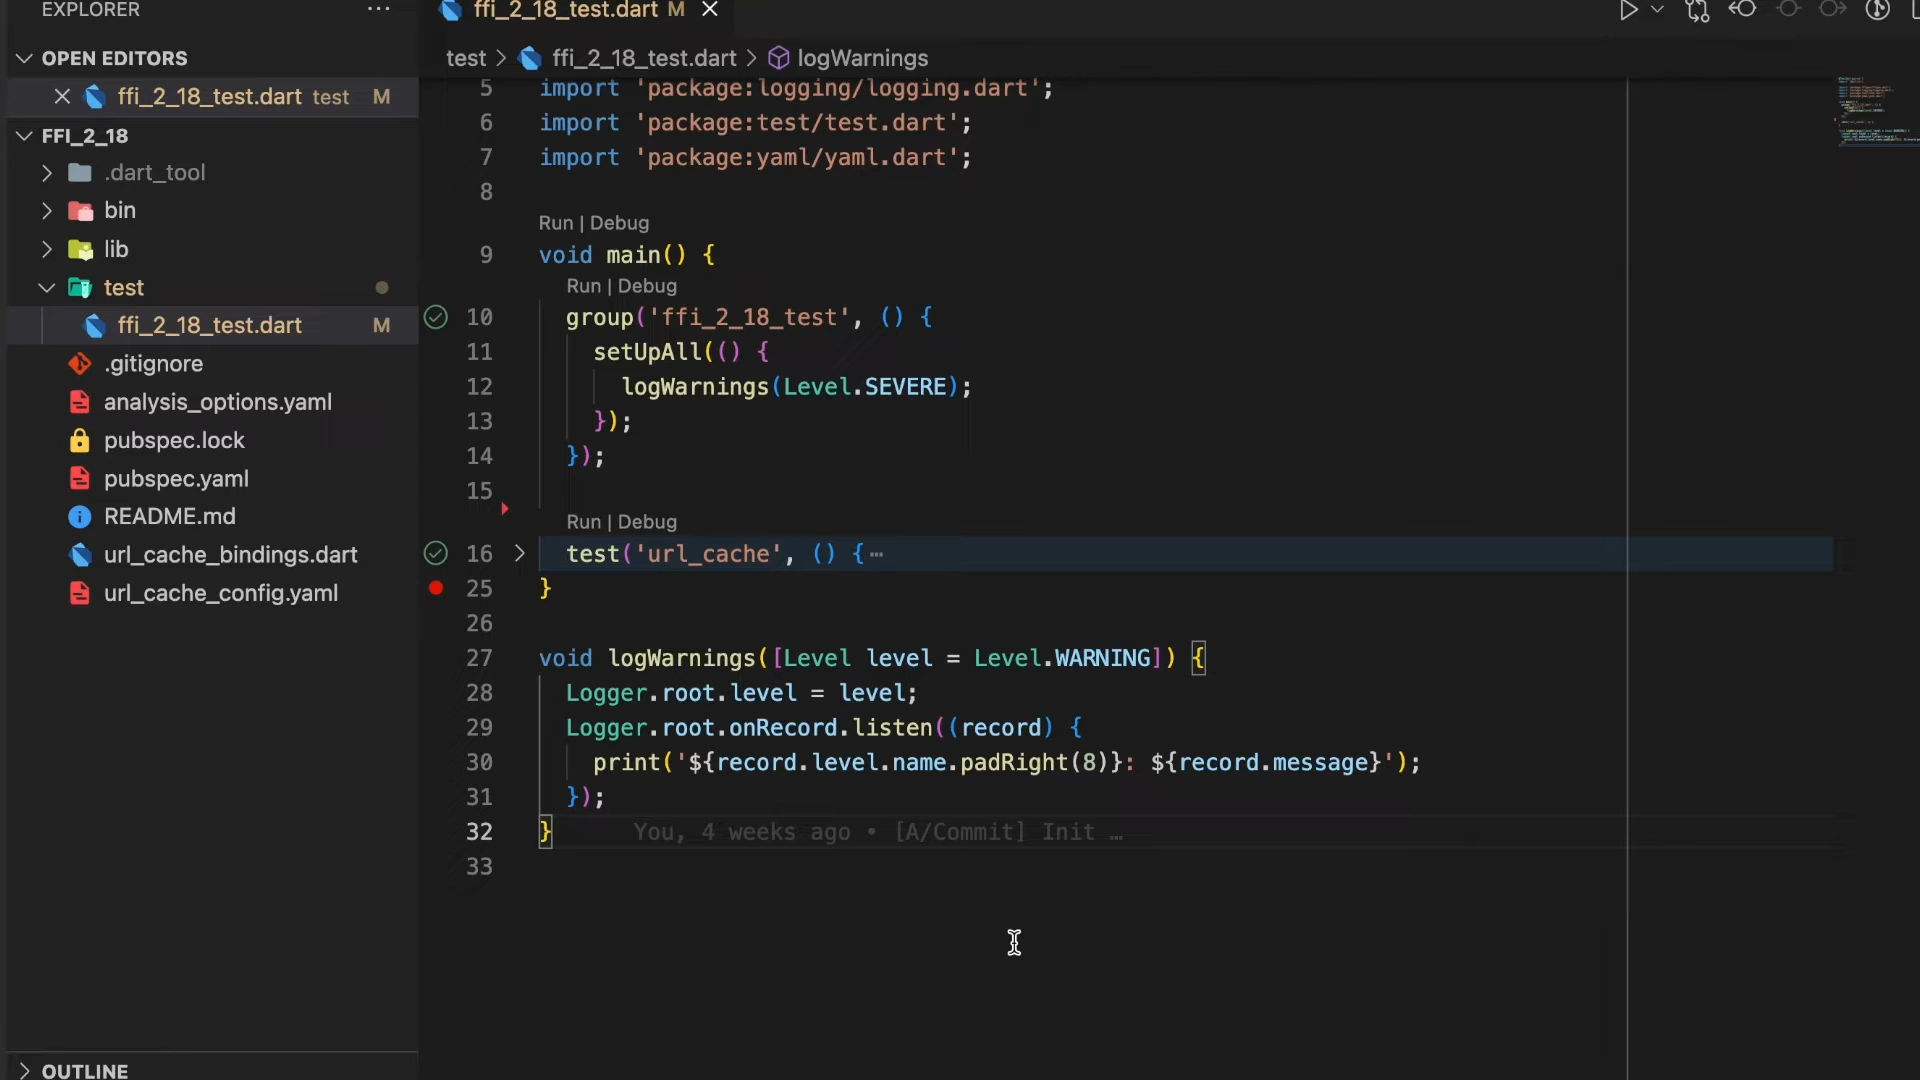 EXPLORER ...
OPEN EDITORS
ffi_2_18_test.dart test M
FFI_2_18
.dart_tool
bin
lib
test
ffi_2_18_test.dart M
.gitignore
analysis_options.yaml
pubspec.lock
pubspec.yaml
README.md
url_cache_bindings.dart
url_cache_config.yaml
OUTLINE
ffi_2_18_test.dart M
test > ffi_2_18_test.dart > logWarnings
5 import 'package:logging/logging.dart';
6 import 'package:test/test.dart';
7 import 'package:yaml/yaml.dart';
8
Run | Debug
9 void main() {
Run | Debug
10 group('ffi_2_18_test', () {
11 setUpAll(() {
12 logWarnings(Level.SEVERE);
13 });
14 });
15
Run | Debug
16 test('url_cache', () {…
25 }
26
27 void logWarnings([Level level = Level.WARNING]) {
28 Logger.root.level = level;
29 Logger.root.onRecord.listen((record) {
30 print('${record.level.name.padRight(8)}: ${record.message}');
31 });
32 } You, 4 weeks ago • [A/Commit] Init …
33